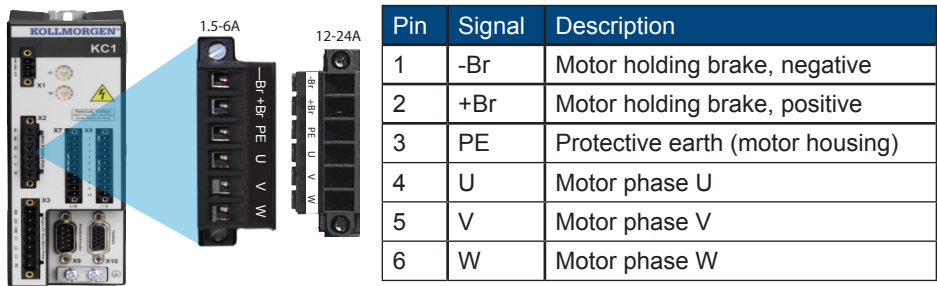 KOLLMORGEN
KC1
X1
X2
X7 X8
X3
X9 X10
1.5-6A
-Br +Br PE U V W
12-24A
-Br +Br PE U V W
Pin Signal Description
1 -Br Motor holding brake, negative
2 +Br Motor holding brake, positive
3 PE Protective earth (motor housing)
4 U Motor phase U
5 V Motor phase V
6 W Motor phase W